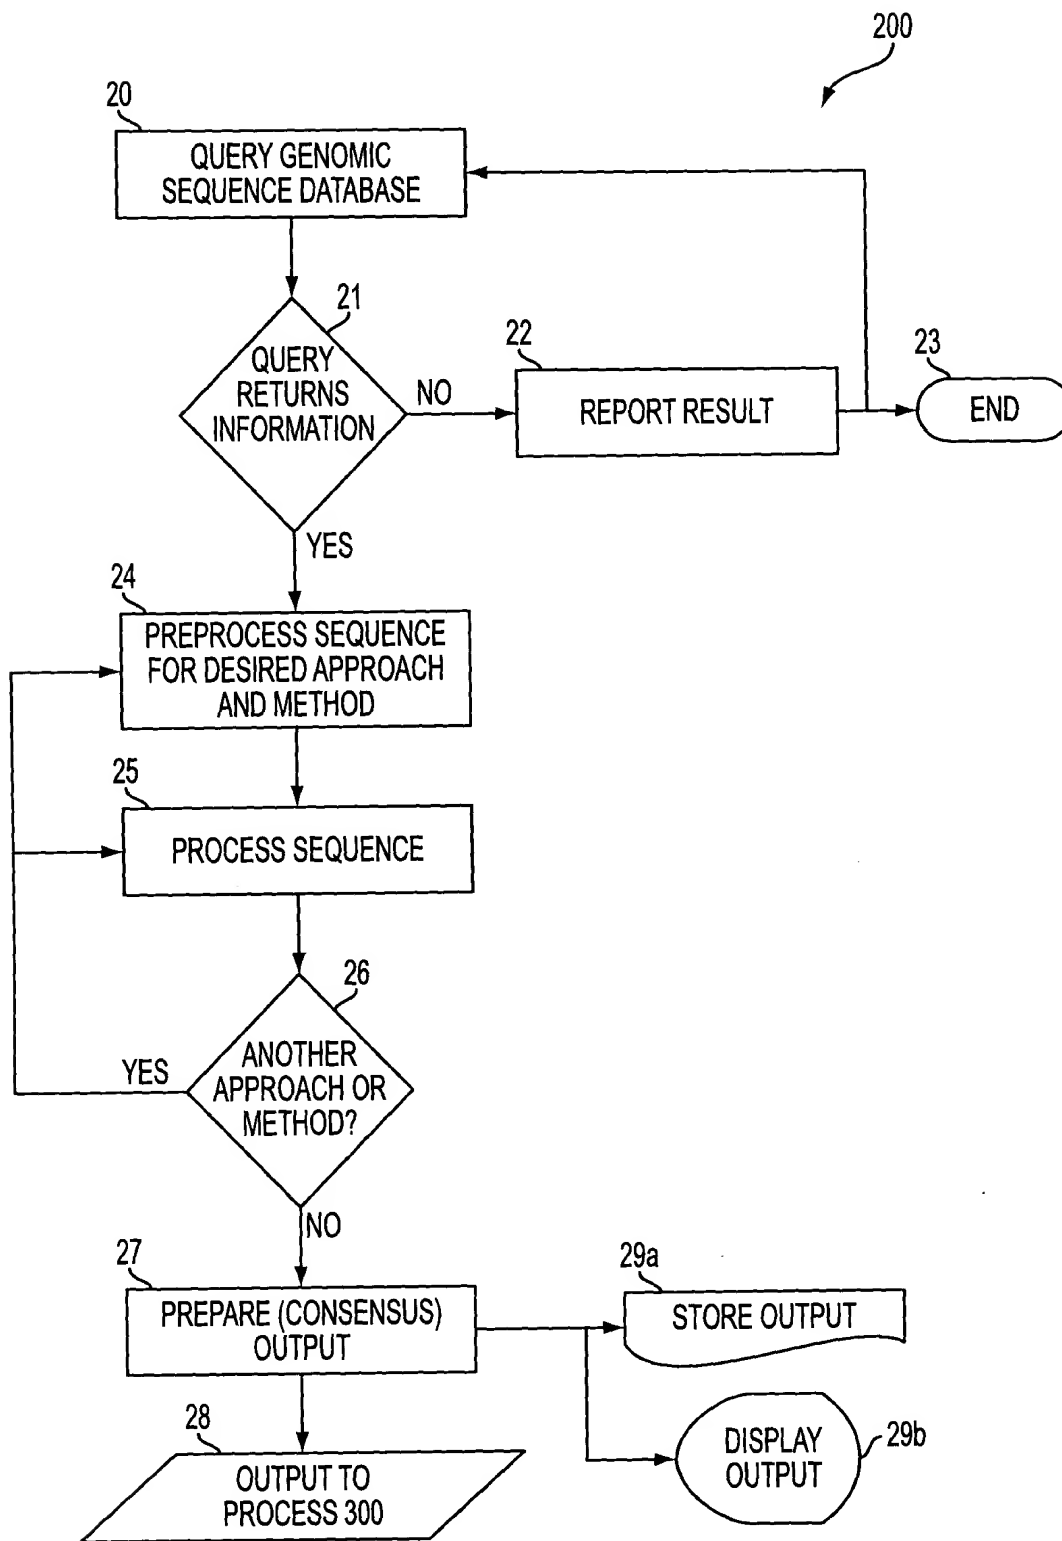 200
20
QUERY GENOMIC
SEQUENCE DATABASE
21
QUERY
RETURNS
INFORMATION
NO
22
REPORT RESULT
23
END
YES
24
PREPROCESS SEQUENCE
FOR DESIRED APPROACH
AND METHOD
25
PROCESS SEQUENCE
26
ANOTHER
APPROACH OR
METHOD?
YES
NO
27
PREPARE (CONSENSUS)
OUTPUT
29a
STORE OUTPUT
28
OUTPUT TO
PROCESS 300
DISPLAY
OUTPUT
29b